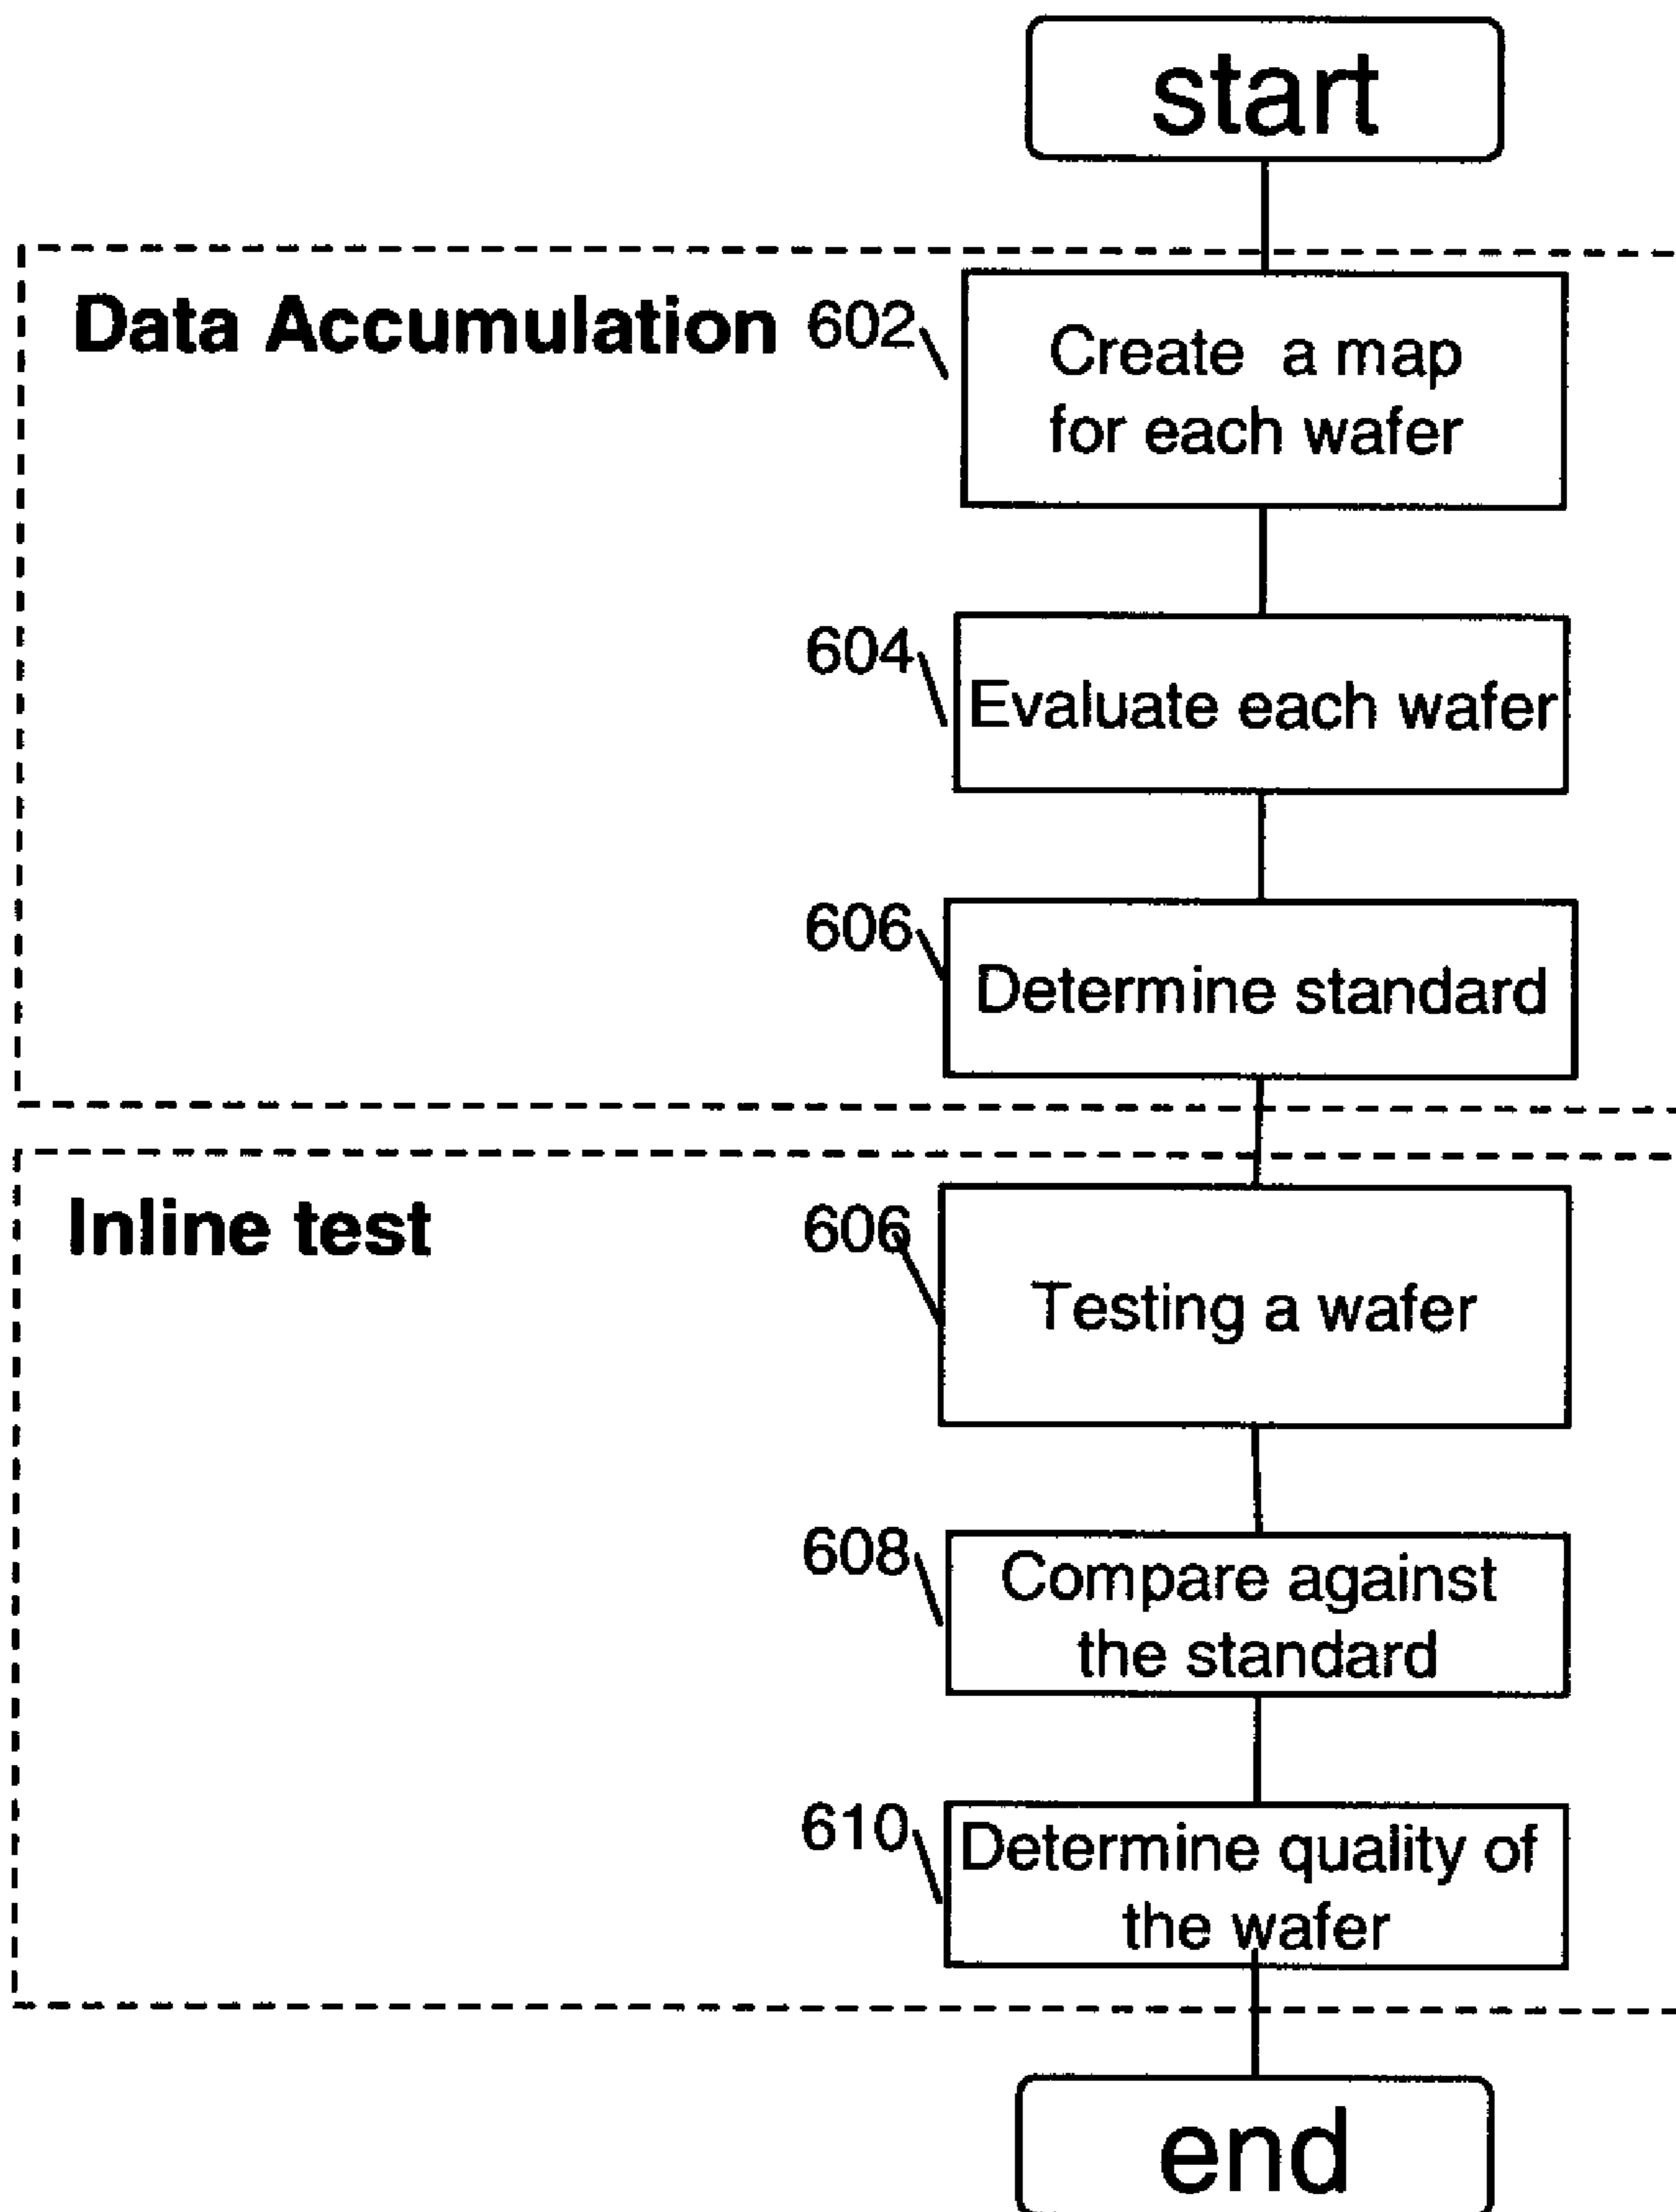 start
Data Accumulation
602
Create a map
for each wafer
604
Evaluate each wafer
606
Determine standard
Inline test
606
Testing a wafer
608
Compare against
the standard
610
Determine quality of
the wafer
end